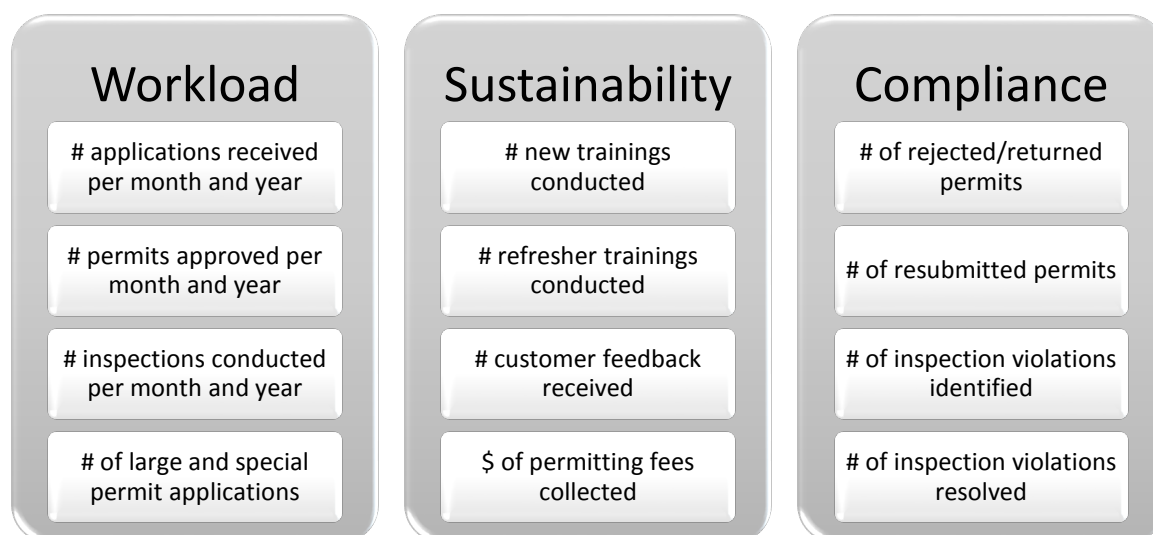 Workload
# applications received
per month and year
# permits approved per
month and year
# inspections conducted
per month and year
# of large and special
permit applications
Sustainability
# new trainings
conducted
# refresher trainings
conducted
# customer feedback
received
$ of permitting fees
collected
Compliance
# of rejected/returned
permits
# of resubmitted permits
# of inspection violations
identified
# of inspection violations
resolved